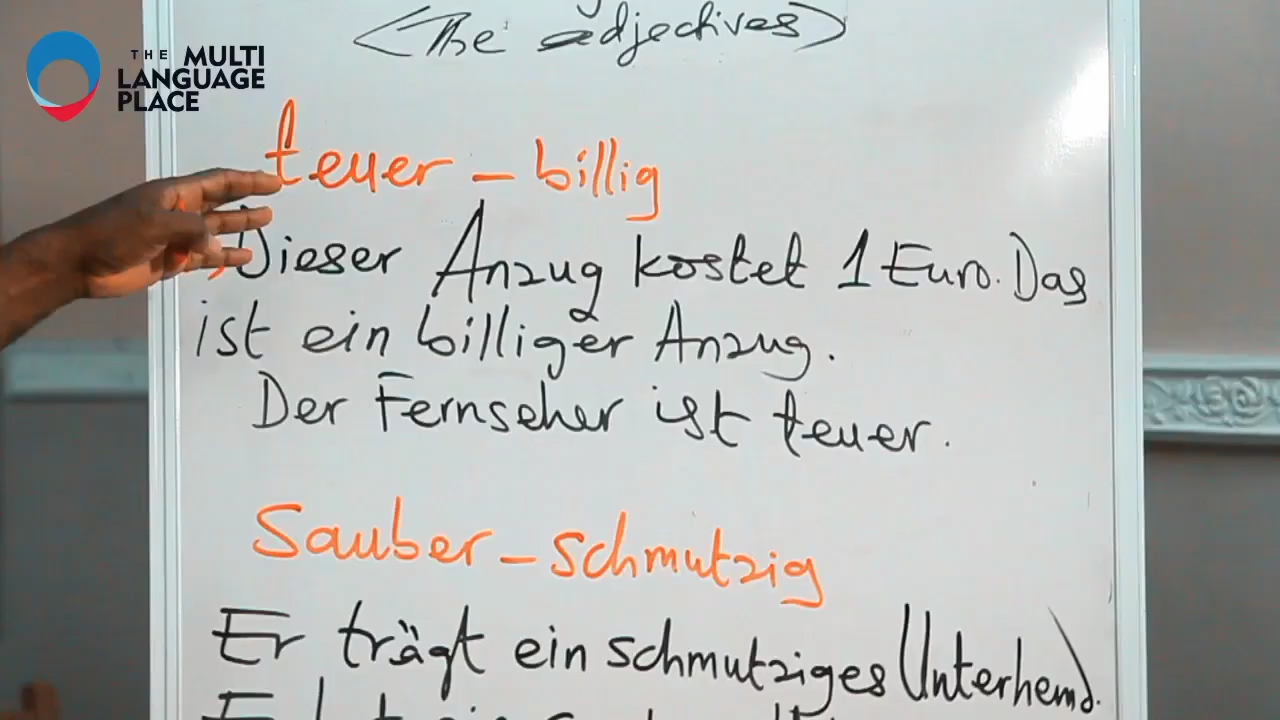 THE MULTI
LANGUAGE
PLACE
(The adjectives)
teuer - billig
Dieser Anzug kostet 1 Euro. Das
ist ein billiger Anzug.
Der Fernseher ist teuer.
Sauber - schmutzig
Er trägt ein schmutziges Unterhemd.